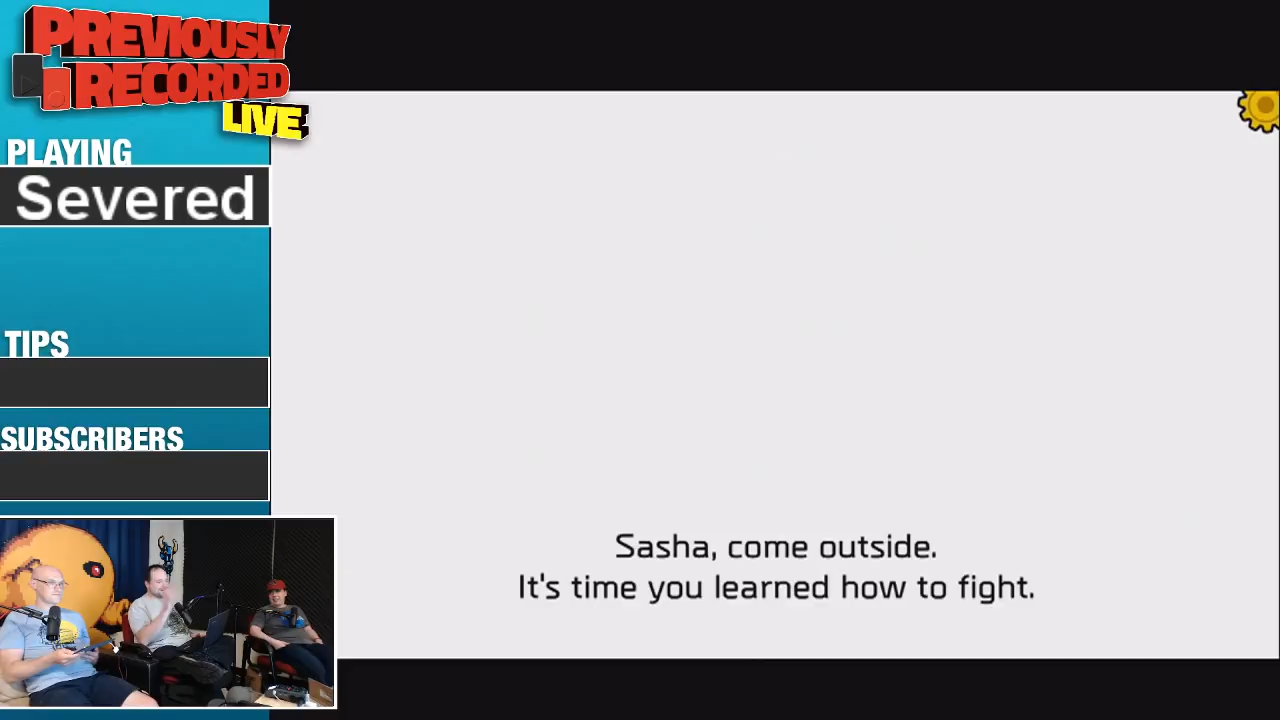 PREVIOUSLY
RECORDED
LIVE
PLAYING
Severed
TIPS
SUBSCRIBERS
Sasha, come outside.
It's time you learned how to fight.